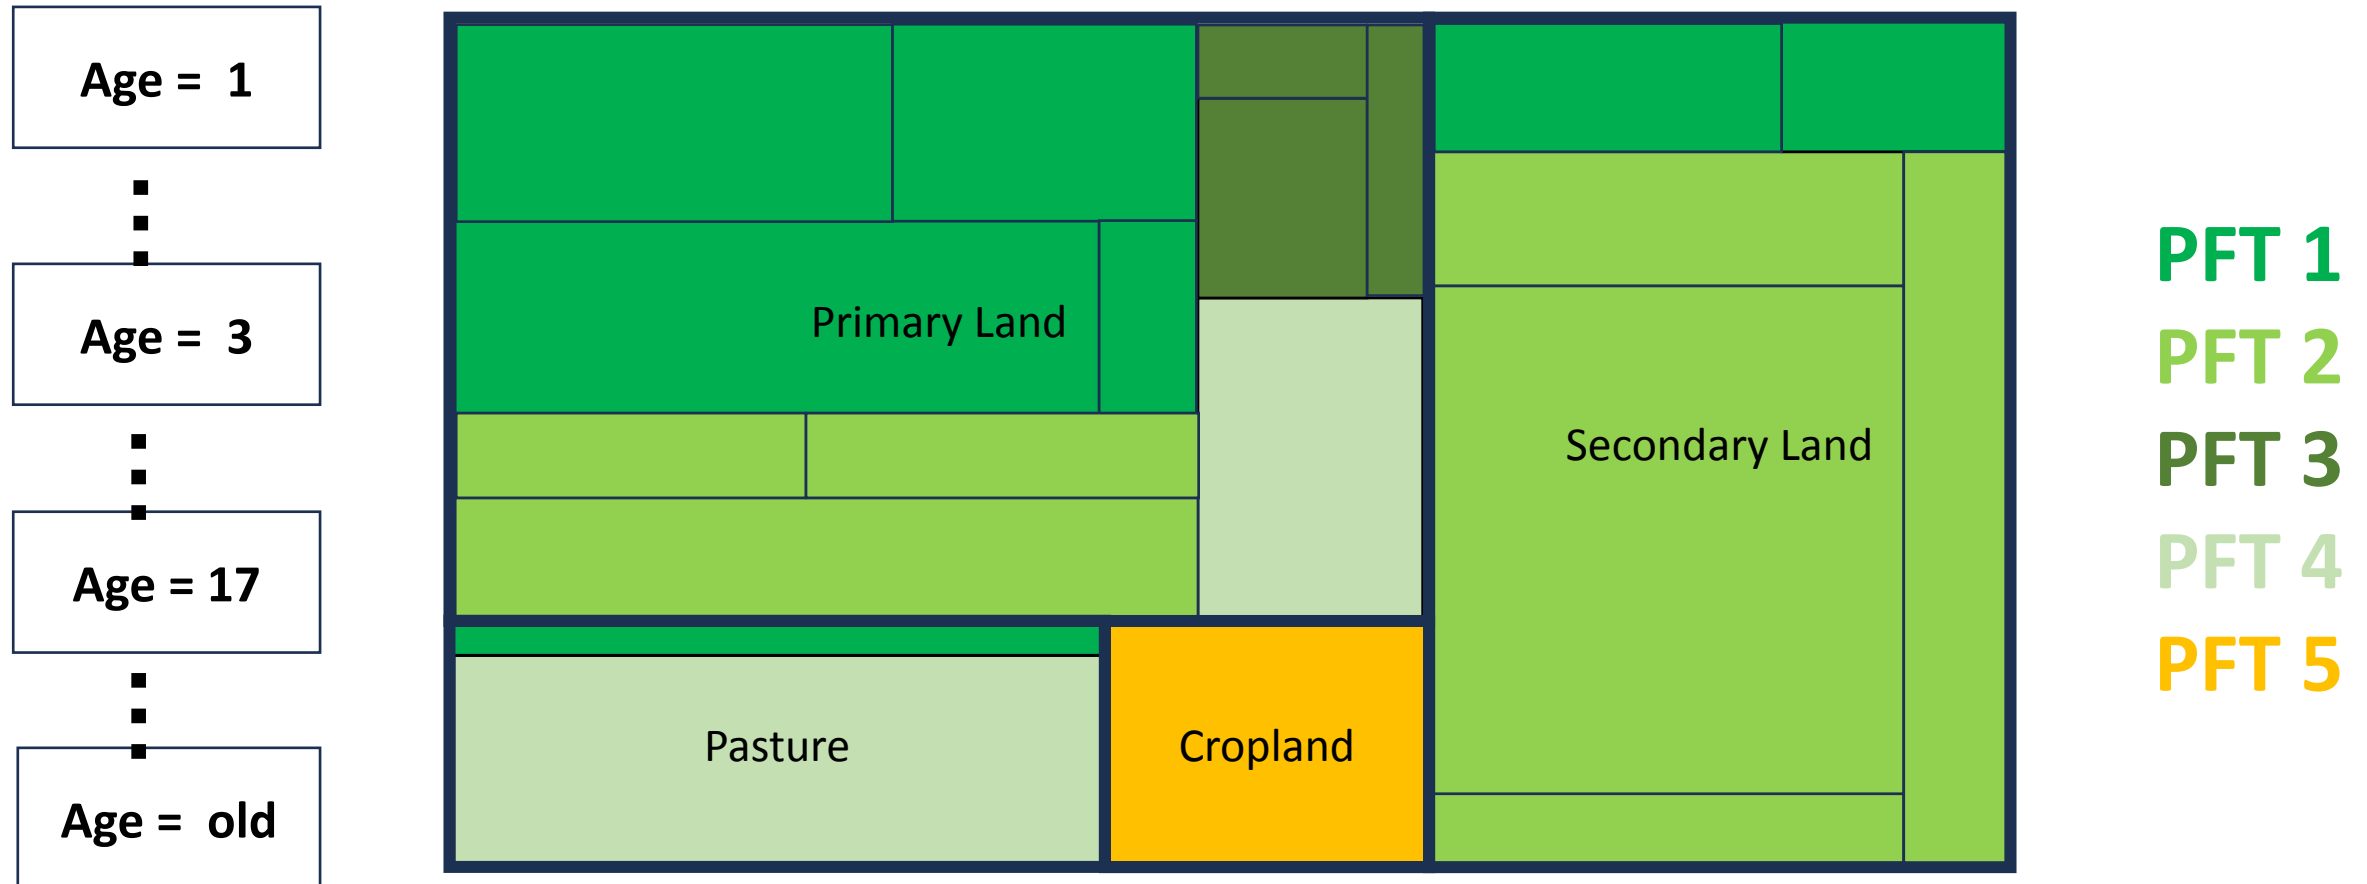 Age =  1
Age =  3
Age = 17
Age =  old
Primary Land
Secondary Land
Pasture
Cropland
PFT 1
PFT 2
PFT 3
PFT 4
PFT 5